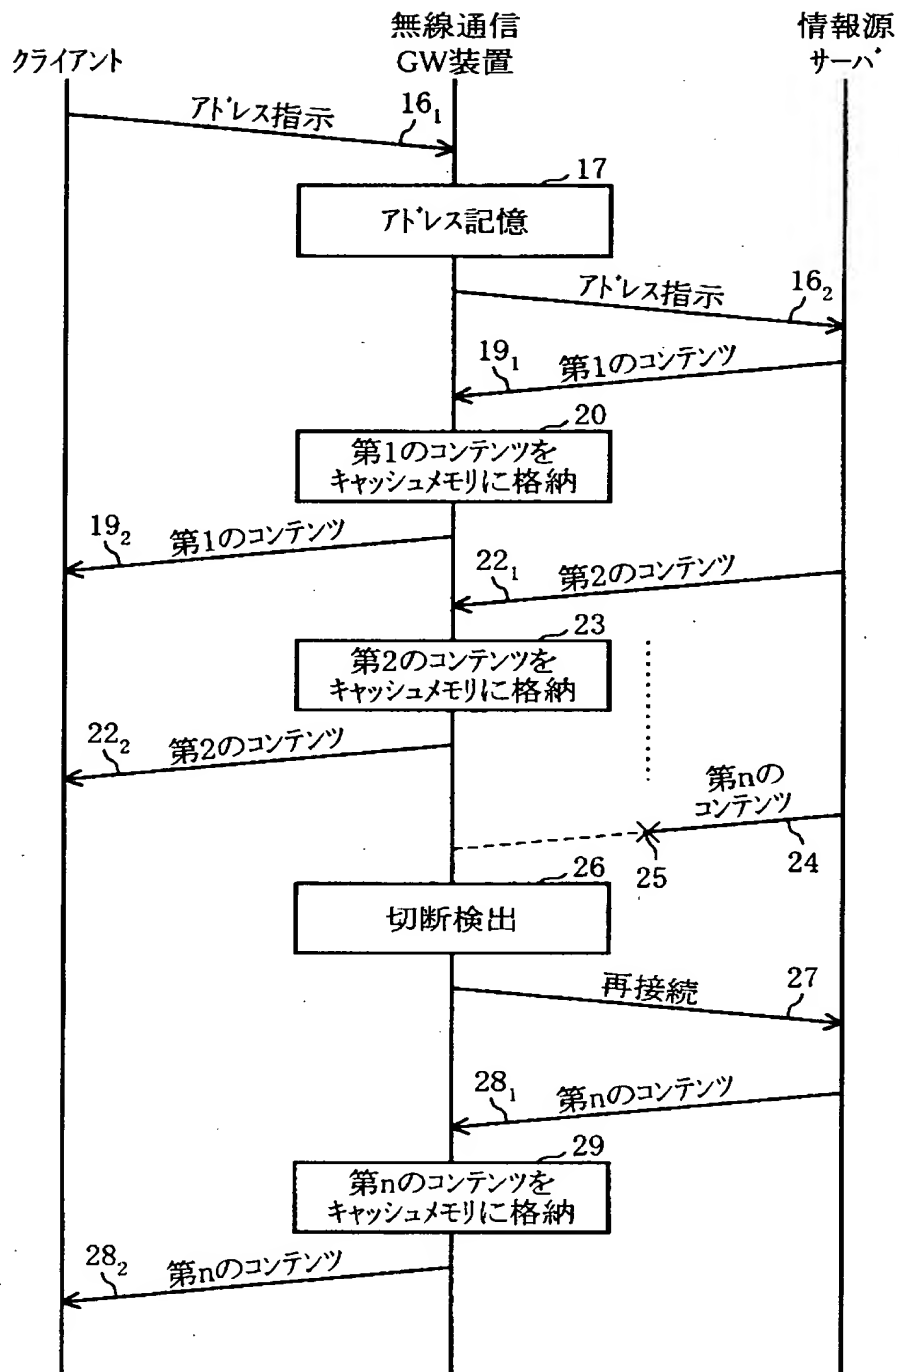 クライアント
無線通信
GW装置
情報源
サーバ
アドレス指示
16₁
17
アドレス記憶
アドレス指示
16₂
19₁
第1のコンテンツ
20
第1のコンテンツを
キャッシュメモリに格納
19₂
第1のコンテンツ
22₁
第2のコンテンツ
23
第2のコンテンツを
キャッシュメモリに格納
22₂
第2のコンテンツ
第nの
コンテンツ
24
25
26
切断検出
再接続
27
28₁
第nのコンテンツ
29
第nのコンテンツを
キャッシュメモリに格納
28₂
第nのコンテンツ